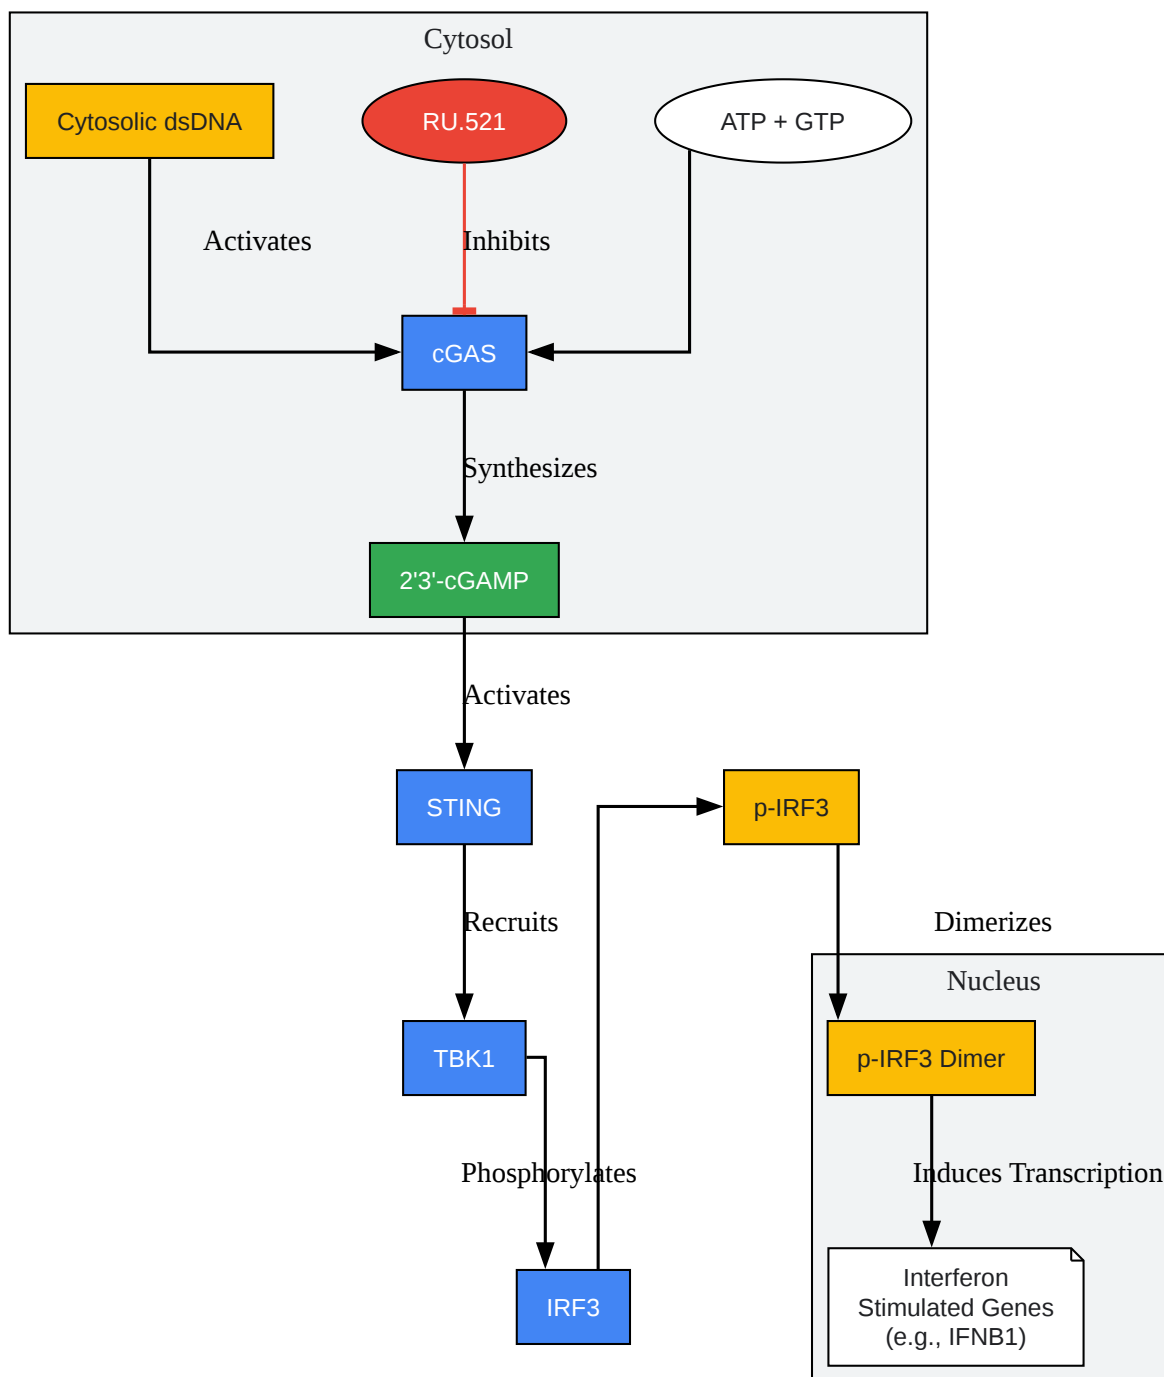 Cytosol
Cytosolic dsDNA
RU.521
ATP + GTP
Activates
Inhibits
cGAS
Synthesizes
2'3'-cGAMP
Activates
STING
p-IRF3
Recruits
Dimerizes
Nucleus
TBK1
p-IRF3 Dimer
Phosphorylates
Induces Transcription
IRF3
Interferon
Stimulated Genes
(e.g., IFNB1)